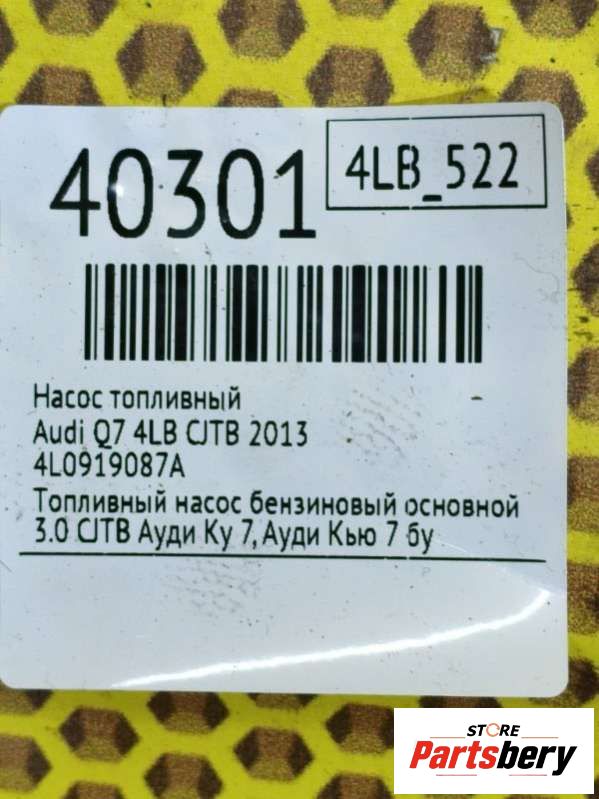 40301
4LB_522
Насос топливный
Audi Q7 4LB CJTB 2013
4L0919087A
Топливный насос бензиновый основной
3.0 CJTB Ауди Ку 7, Ауди Кью 7 бу
STORE
Partsbery